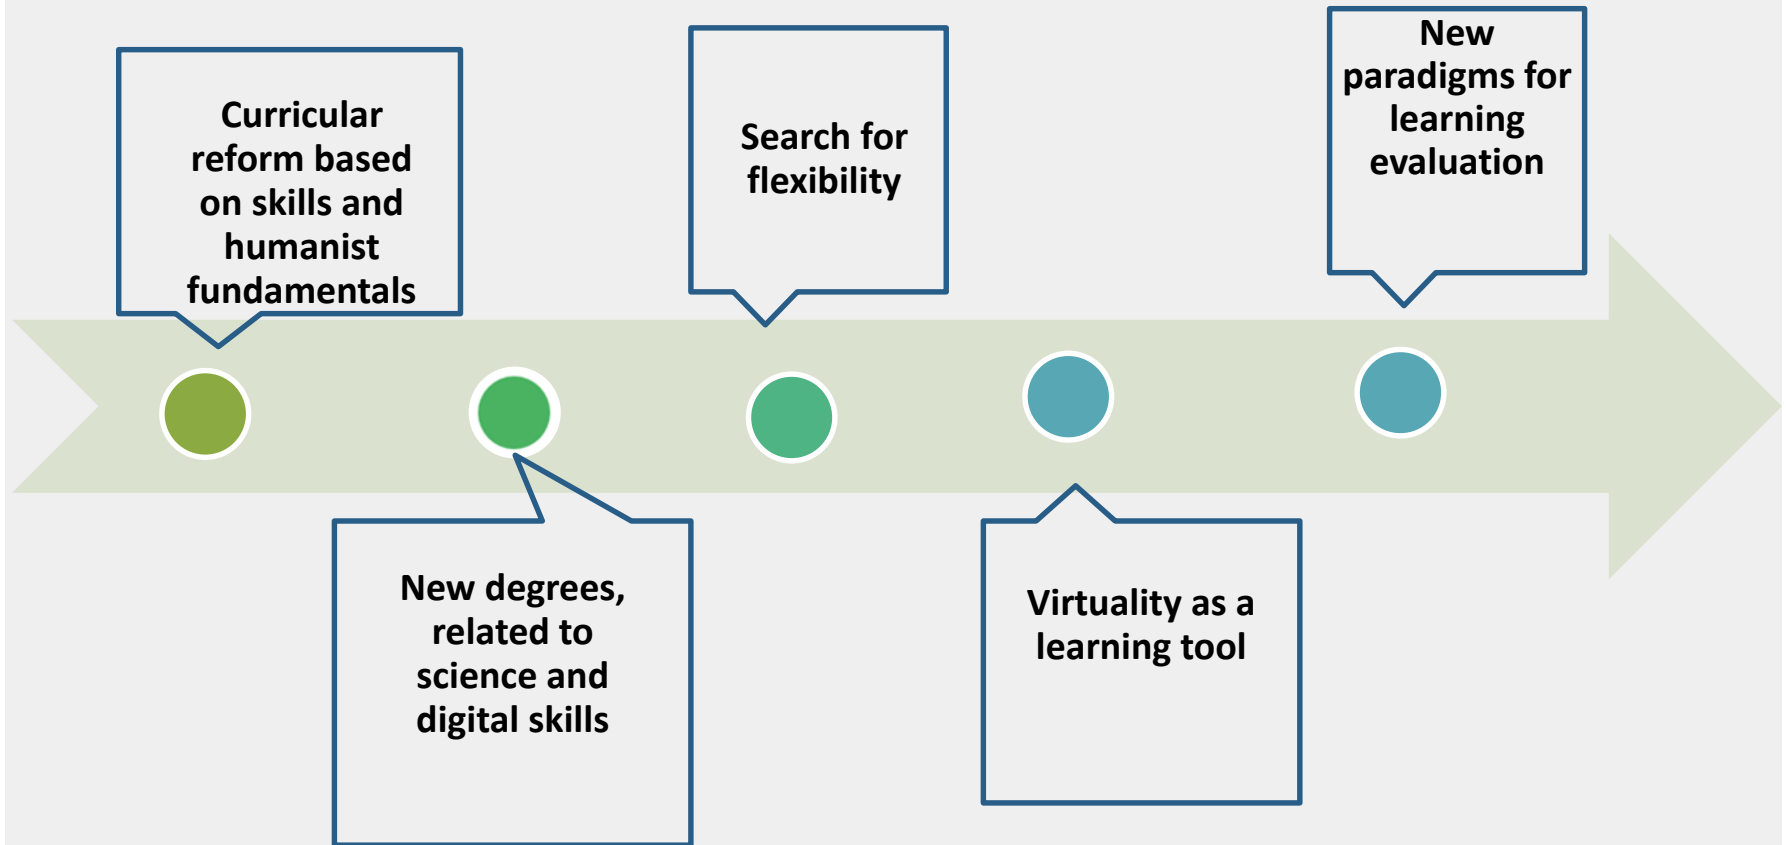 Curricular
reform based
on skills and
humanist
fundamentals
New degrees,
related to
science and
digital skills
Search for
flexibility
Virtuality as a
learning tool
New
paradigms for
learning
evaluation